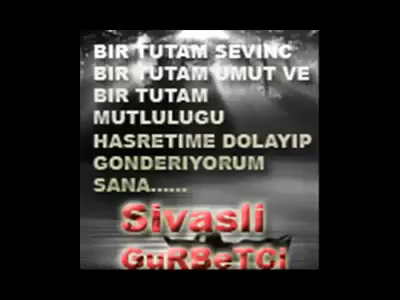 BIR TUTAM SEVINC
BIR TUTAM UMUT VE
BIR TUTAM
MUTLULUGU
HASRETIME DOLAYIP
GONDERIYORUM
SANA......
Sivasli
GuRBeTCi